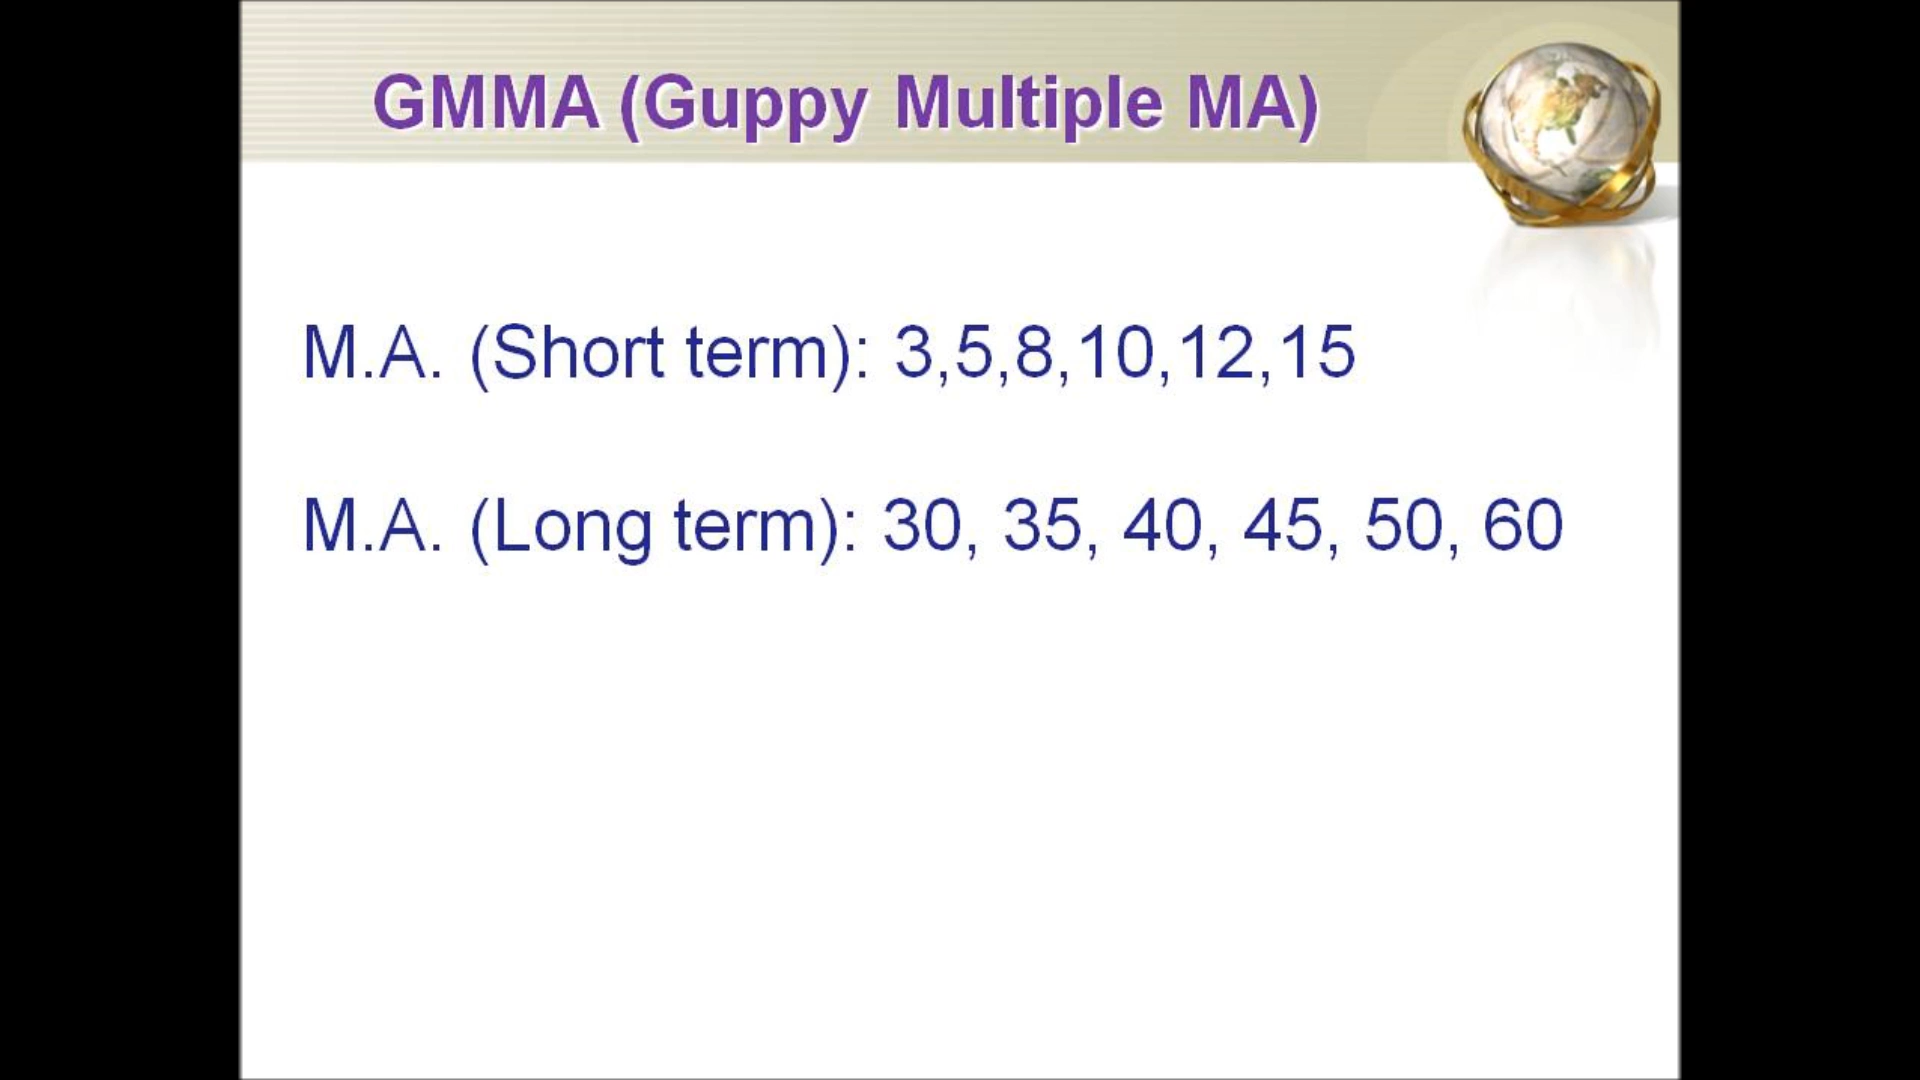 GMMA (Guppy Multiple MA)
M.A. (Short term): 3,5,8,10,12,15
M.A. (Long term): 30, 35, 40, 45, 50, 60